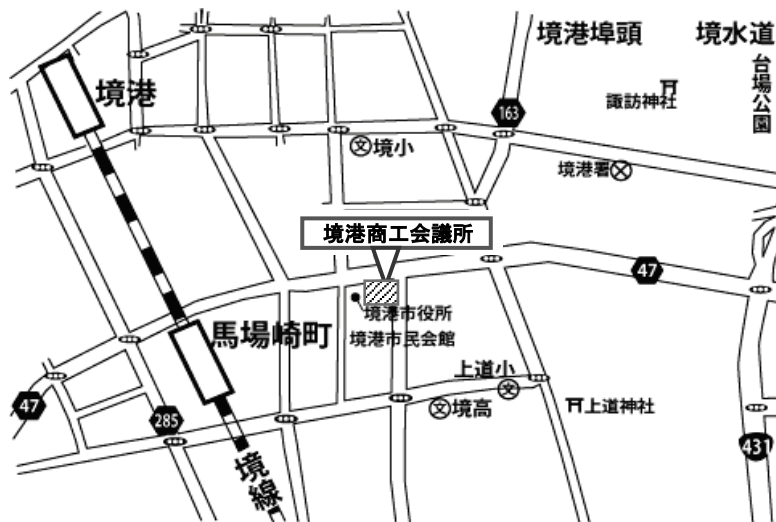 境港埠頭
境水道
台場公園
諏訪神社
境港
163
文
境小
境港署
境港商工会議所
47
境港市役所
境港市民会館
馬場崎町
上道小
文
文
境高
上道神社
47
285
431
境線